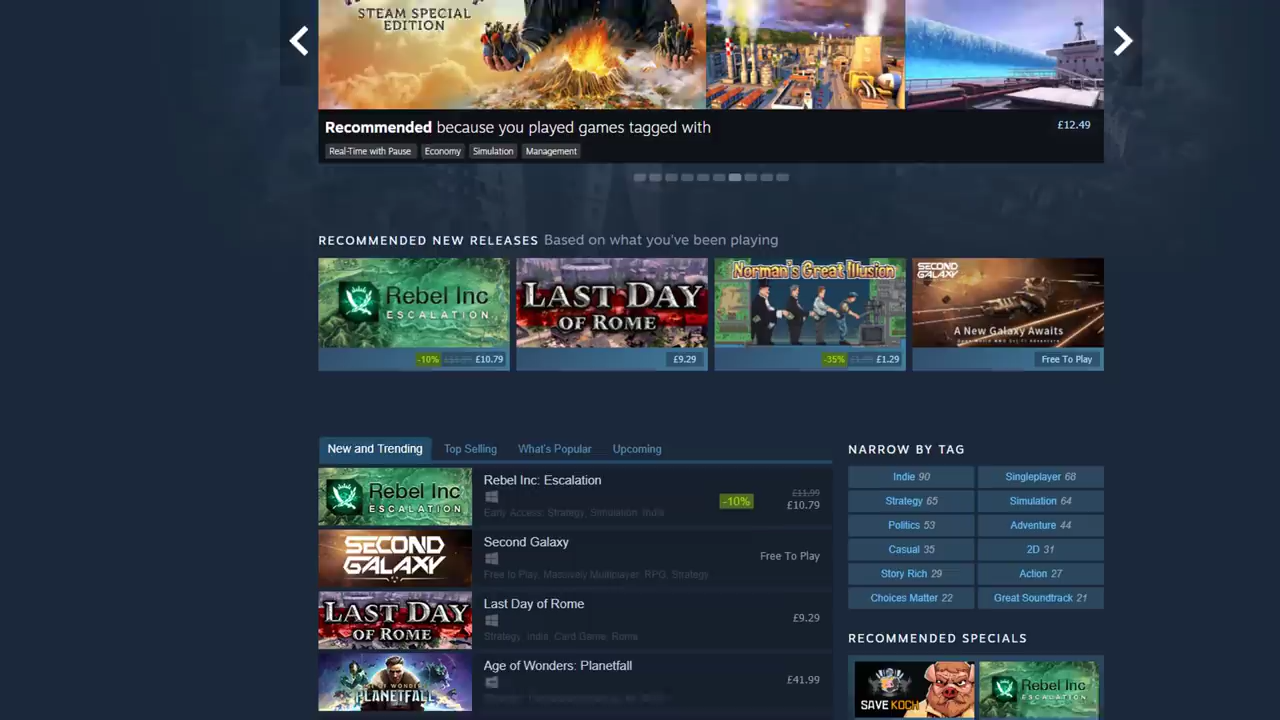 STEAM SPECIAL
EDITION
Recommended because you played games tagged with
£12.49
Real-Time with Pause Economy Simulation Management
RECOMMENDED NEW RELEASES Based on what you've been playing
Rebel Inc
ESCALATION
-10% £10.79
LAST DAY
OF ROME
£9.29
Norman's Great Illusion
-35% £1.29
SECOND
GALAXY
A New Galaxy Awaits
Free To Play
New and Trending Top Selling What's Popular Upcoming
Rebel Inc
ESCALATION
Rebel Inc: Escalation
Early Access, Strategy, Simulation, Indie
-10%
£11.99
£10.79
SECOND
GALAXY
Second Galaxy
Free to Play, Massively Multiplayer, RPG, Strategy
Free To Play
LAST DAY
OF ROME
Last Day of Rome
Strategy, Indie, Card Game, Rome
£9.29
AGE OF WONDERS
PLANETFALL
Age of Wonders: Planetfall
£41.99
NARROW BY TAG
Indie 90 Singleplayer 68
Strategy 65 Simulation 64
Politics 53 Adventure 44
Casual 35 2D 31
Story Rich 29 Action 27
Choices Matter 22 Great Soundtrack 21
RECOMMENDED SPECIALS
SAVE KOCH
Rebel Inc
ESCALATION